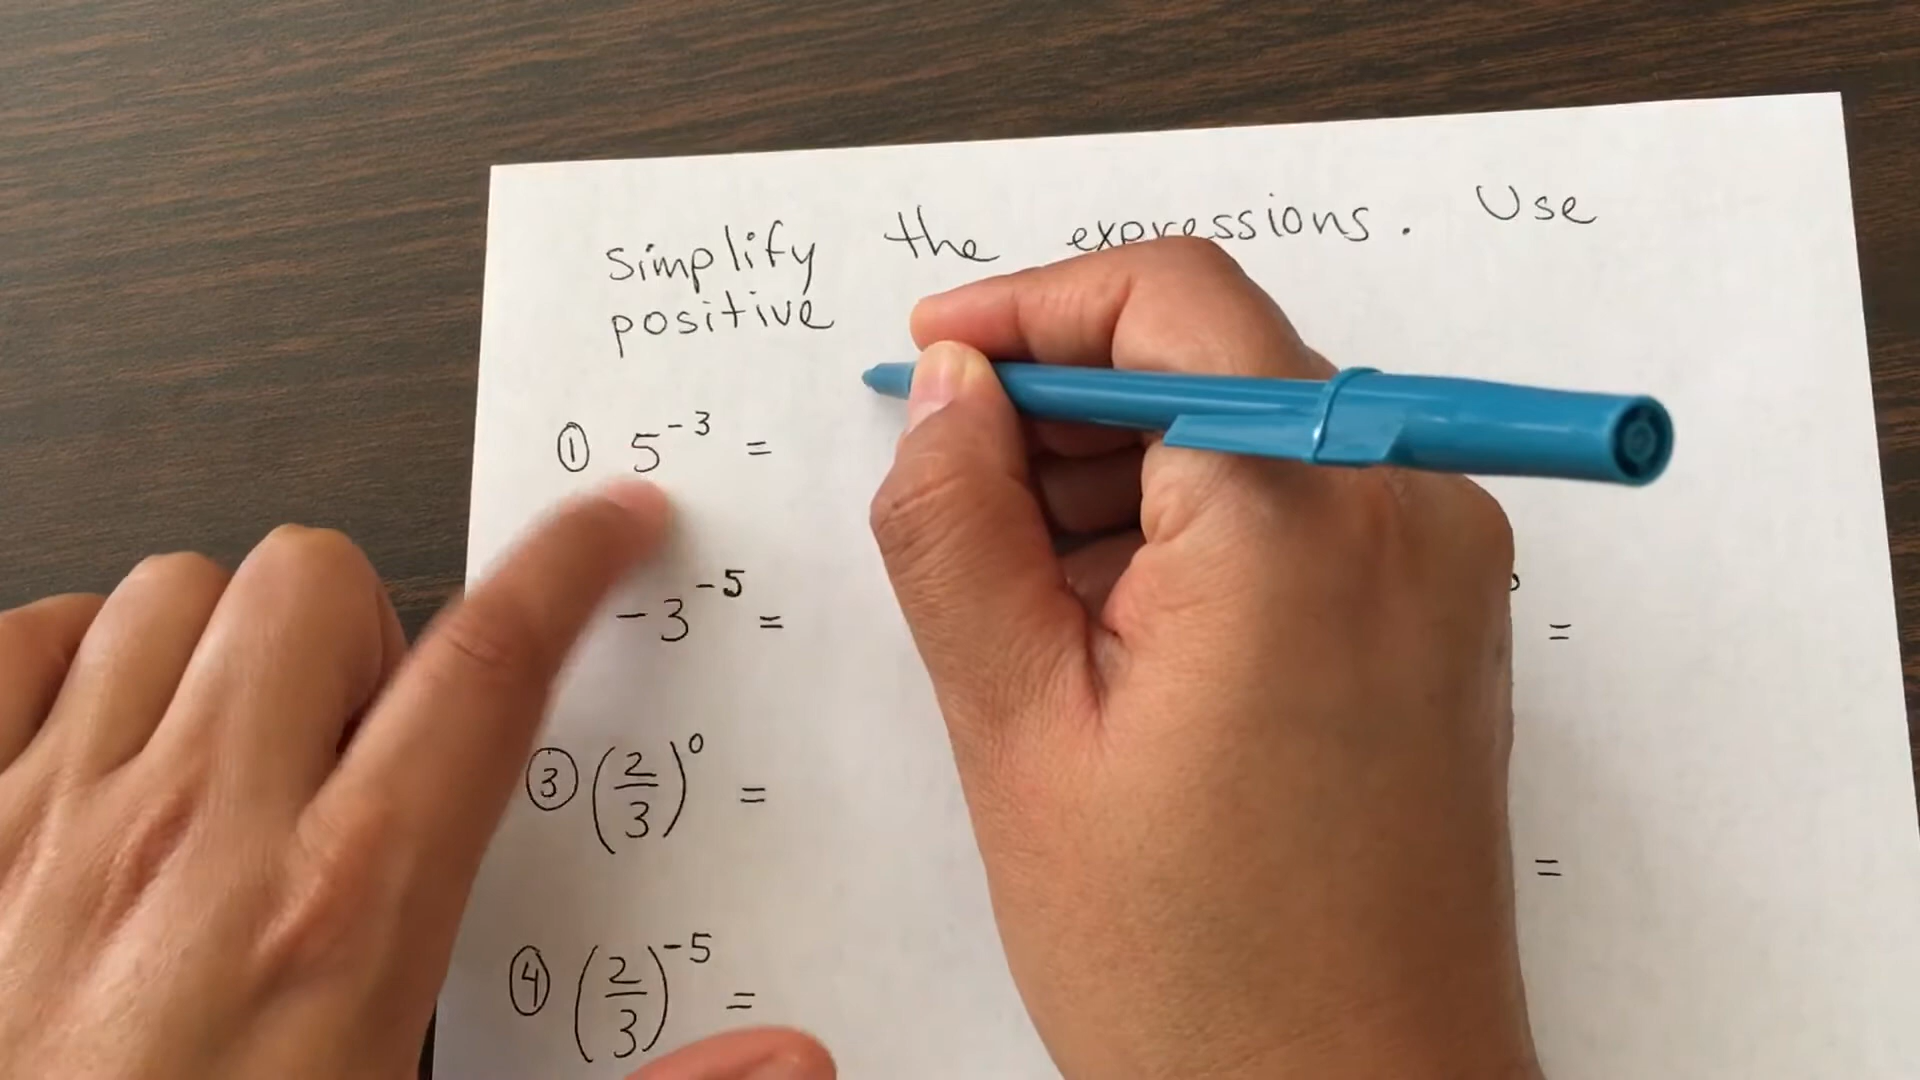 Simplify the expressions. Use
positive
① 5⁻³ =
-3⁻⁵ =
=
③ (2/3)⁰ =
=
④ (2/3)⁻⁵ =